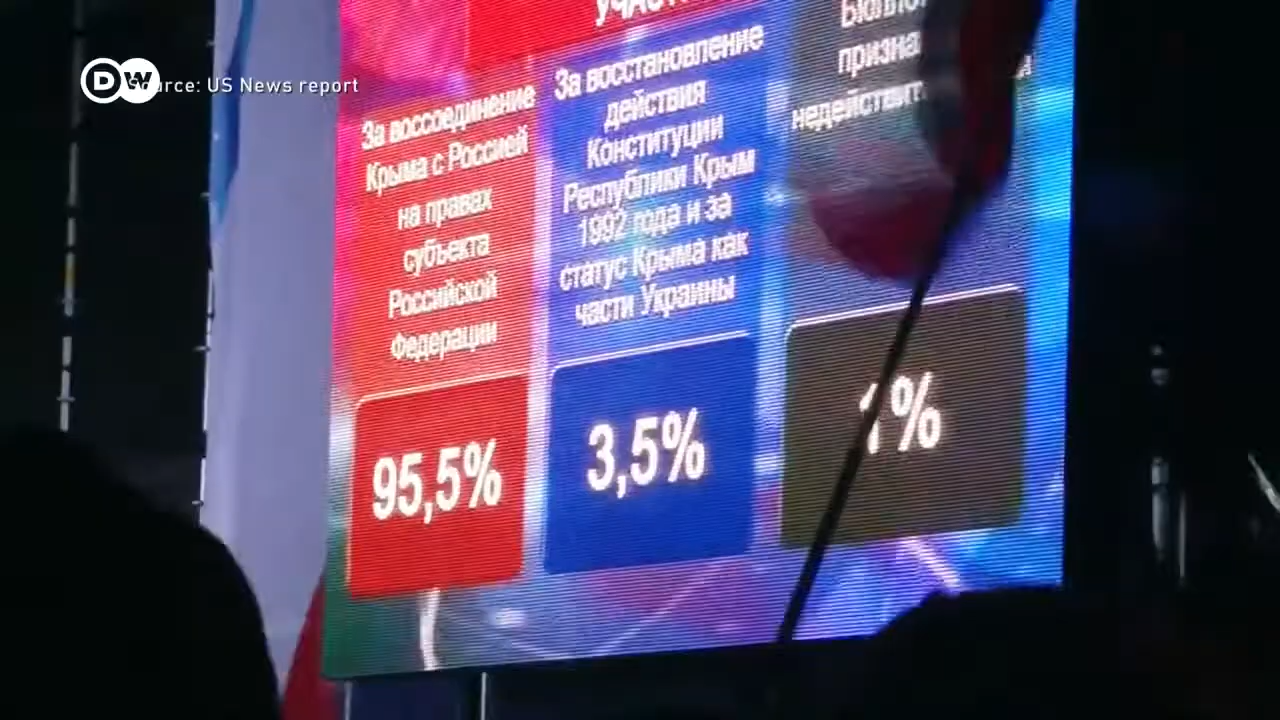 DW
Source: US News report
За воссоединение
Крыма с Россией
на правах
субъекта
Российской
Федерации
95,5%
За восстановление
действия
Конституции
Республики Крым
1992 года и за
статус Крыма как
части Украины
3,5%
1%